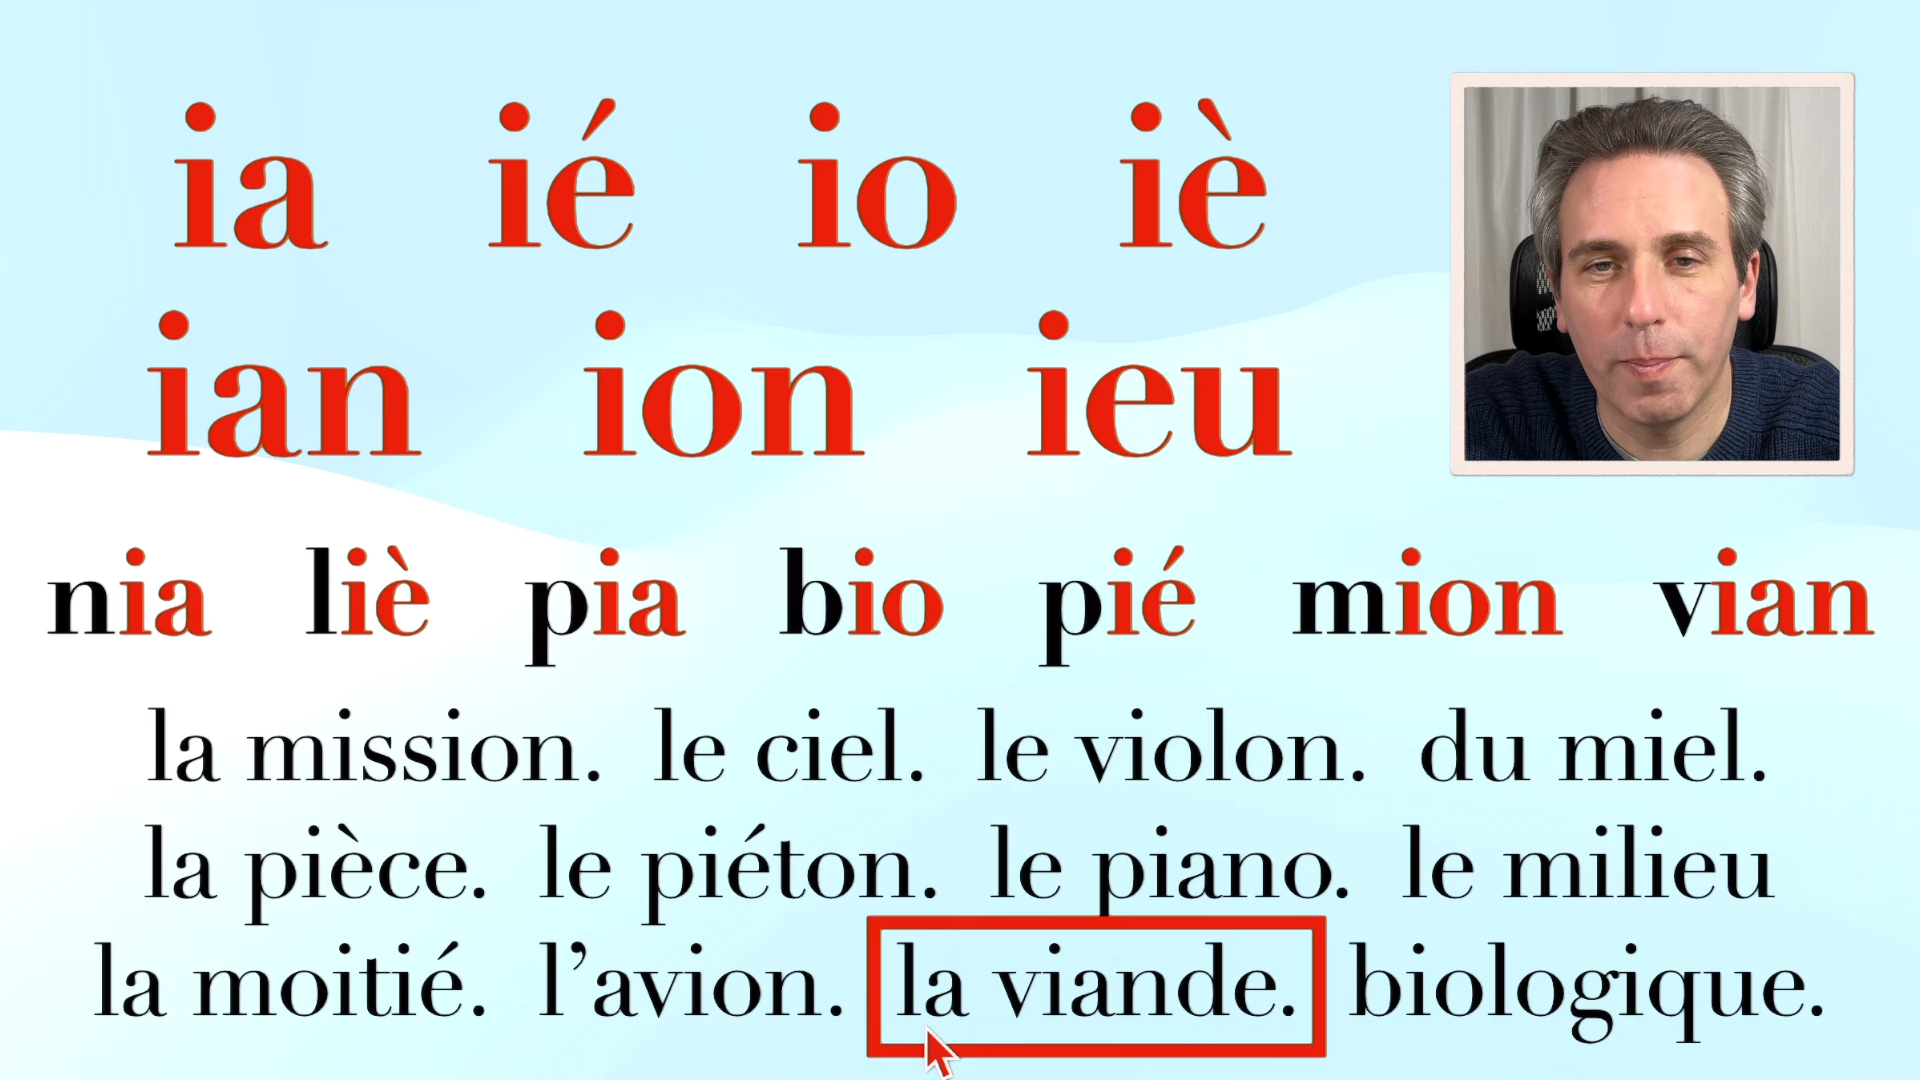 ia ié io iè
ian ion ieu
nia liè pia bio pié mion vian
la mission. le ciel. le violon. du miel.
la pièce. le piéton. le piano. le milieu
la moitié. l’avion. la viande. biologique.